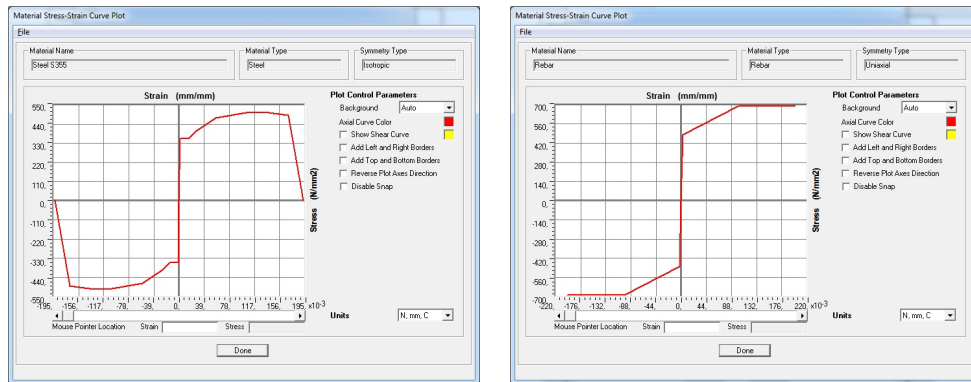 Material Stress-Strain Curve Plot
File
Material Name
Steel S355
Material Type
Steel
Symmetry Type
Isotropic
Strain (mm/mm)
550,
440,
330,
220,
110,
0,
-110,
-220,
-330,
-440,
-550
-195, -156 -117, -78, -39, 0, 39, 78, 117, 156, 195 x10-3
Stress (N/mm2)
Plot Control Parameters
Background Auto
Axial Curve Color
Show Shear Curve
Add Left and Right Borders
Add Top and Bottom Borders
Reverse Plot Axes Direction
Disable Snap
Units N, mm, C
Mouse Pointer Location Strain Stress
Done
Material Stress-Strain Curve Plot
File
Material Name
Rebar
Material Type
Rebar
Symmetry Type
Uniaxial
Strain (mm/mm)
700,
560,
420,
280,
140,
0,
-140,
-280,
-420,
-560,
-700
-220, -176, -132, -88, -44, 0, 44, 88, 132, 176, 220 x10-3
Stress (N/mm2)
Plot Control Parameters
Background Auto
Axial Curve Color
Show Shear Curve
Add Left and Right Borders
Add Top and Bottom Borders
Reverse Plot Axes Direction
Disable Snap
Units N, mm, C
Mouse Pointer Location Strain Stress
Done